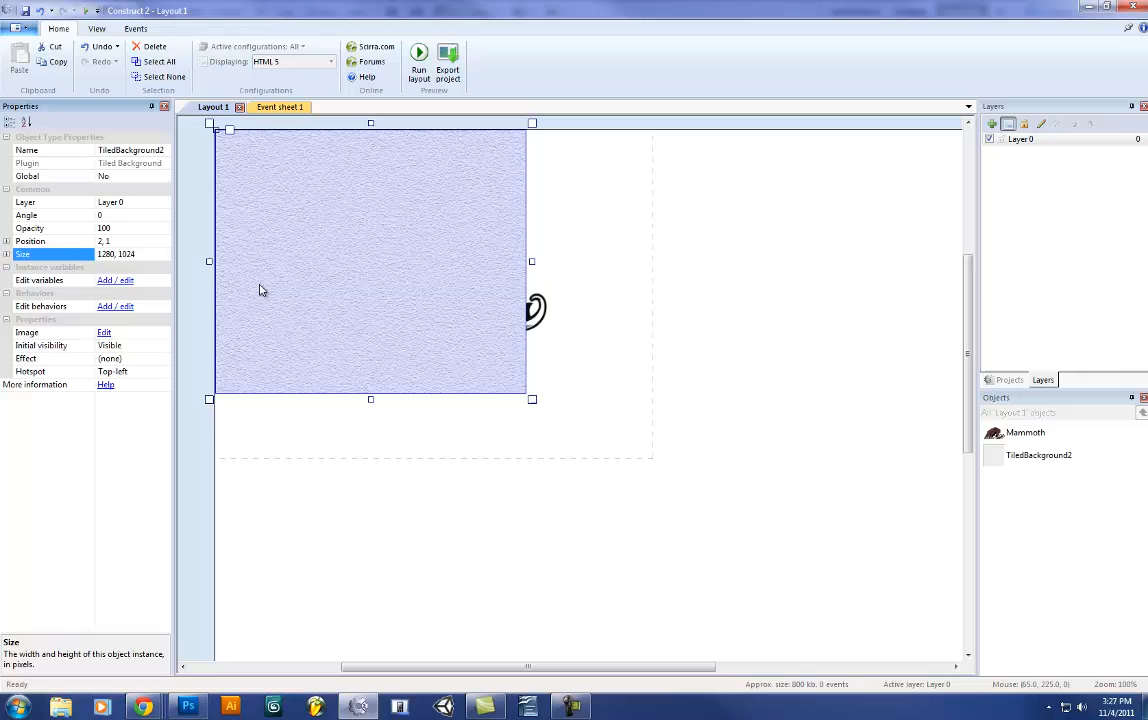 Construct 2 - Layout 1
Home
View
Events
Paste
Cut
Copy
Clipboard
Undo
Redo
Undo
Delete
Select All
Select None
Selection
Active configurations: All
Displaying:
HTML 5
Configurations
Scirra.com
Forums
Help
Online
Run layout
Export project
Preview
Properties
Layout 1
Event sheet 1
Object Type Properties
Name
TiledBackground2
Plugin
Tiled Background
Global
No
Common
Layer
Layer 0
Angle
0
Opacity
100
Position
2, 1
Size
1280, 1024
Instance variables
Edit variables
Add / edit
Behaviors
Edit behaviors
Add / edit
Properties
Image
Edit
Initial visibility
Visible
Effect
(none)
Hotspot
Top-left
More information
Help
Size
The width and height of this object instance,
in pixels.
Layers
Layer 0
0
Projects
Layers
Objects
All 'Layout 1' objects
Mammoth
TiledBackground2
Ready
Approx. size: 800 kb. 0 events
Active layer: Layer 0
Mouse: (65.0, 225.0, 0)
Zoom: 100%
Ps
Ai
3:27 PM
11/4/2011